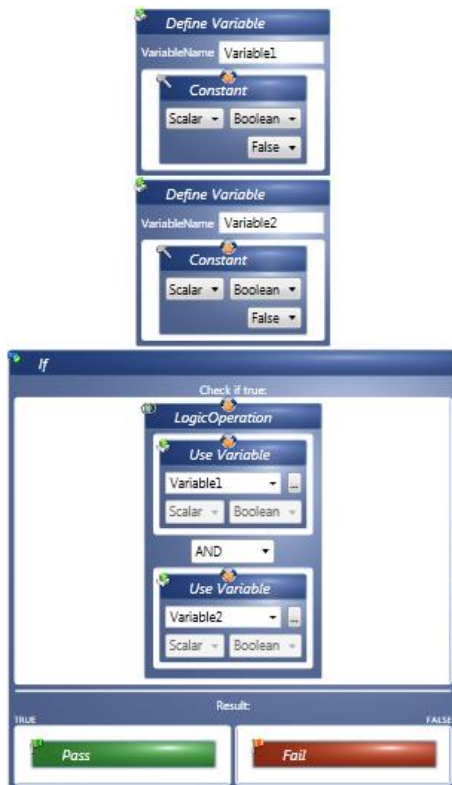 Define Variable
VariableName Variable1
Constant
Scalar Boolean
False
Define Variable
VariableName Variable2
Constant
Scalar Boolean
False
If
Check if true:
LogicOperation
Use Variable
Variable1 ...
Scalar Boolean
AND
Use Variable
Variable2 ...
Scalar Boolean
Result:
TRUE FALSE
Pass Fail